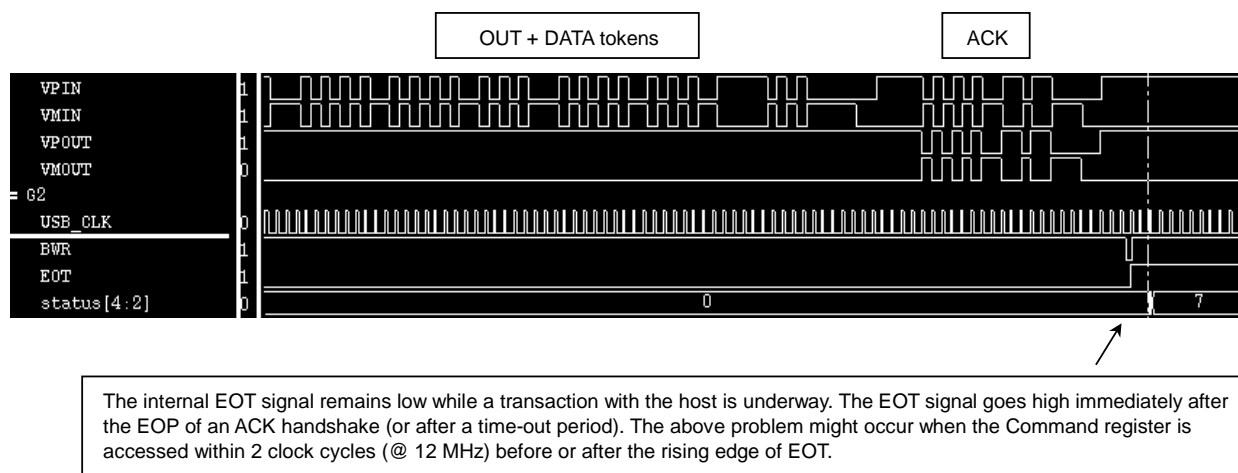 OUT + DATA tokens
ACK
VPIN 1
VMIN 1
VPOUT 1
VMOUT 0
= G2
USB_CLK 0
BWR 1
EOT 1
status[4:2] 0 0 7
The internal EOT signal remains low while a transaction with the host is underway. The EOT signal goes high immediately after
the EOP of an ACK handshake (or after a time-out period). The above problem might occur when the Command register is
accessed within 2 clock cycles (@ 12 MHz) before or after the rising edge of EOT.